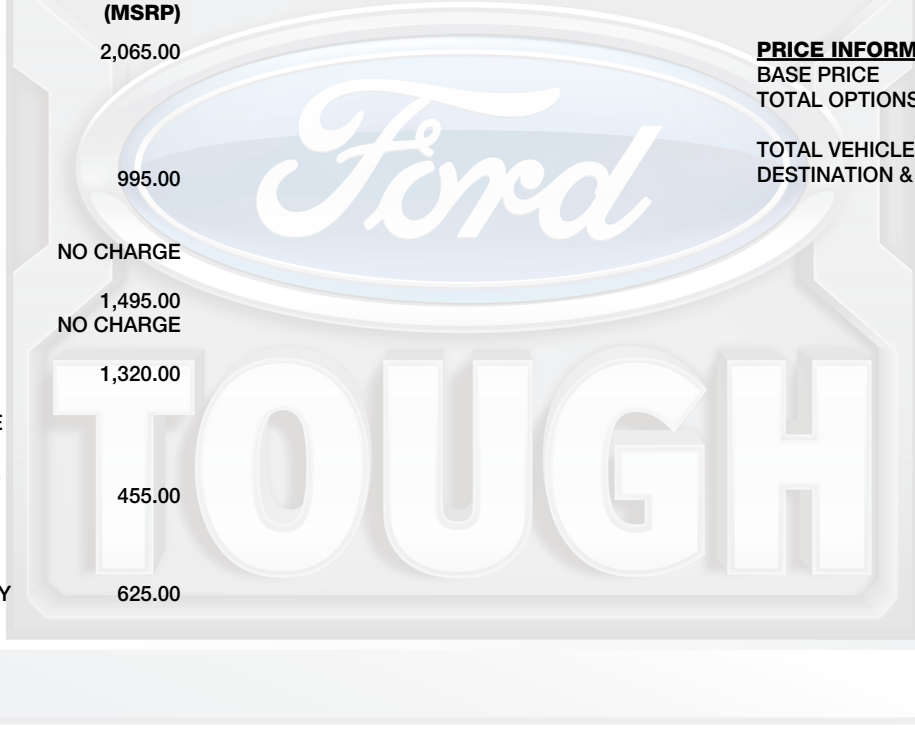 (MSRP)
2,065.00
995.00
NO CHARGE
1,495.00
NO CHARGE
1,320.00
E
455.00
Y
625.00
PRICE INFORM
BASE PRICE
TOTAL OPTIONS
TOTAL VEHICLE
DESTINATION &
Ford
TOUGH